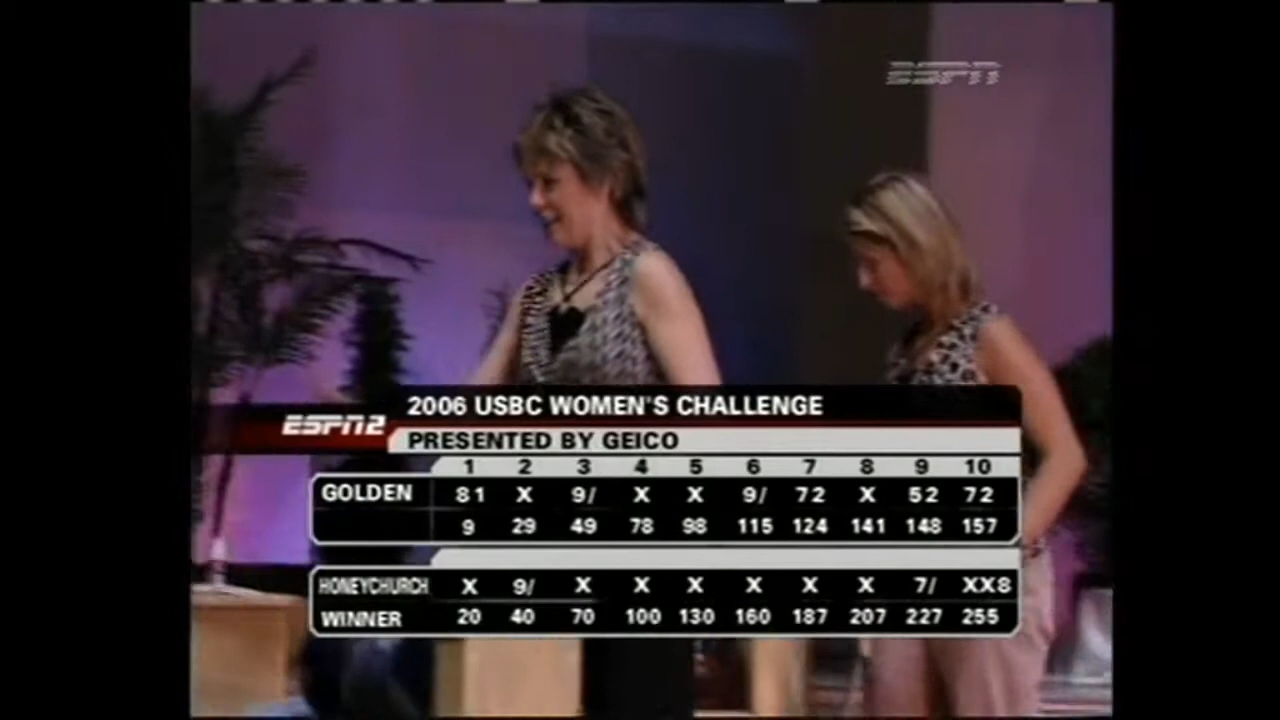 ESPN
2006 USBC WOMEN'S CHALLENGE
ESPN2
PRESENTED BY GEICO
1 2 3 4 5 6 7 8 9 10
GOLDEN 81 X 9/ X X 9/ 72 X 52 72
9 29 49 78 98 115 124 141 148 157
HONEYCHURCH X 9/ X X X X X X 7/ XX8
WINNER 20 40 70 100 130 160 187 207 227 255